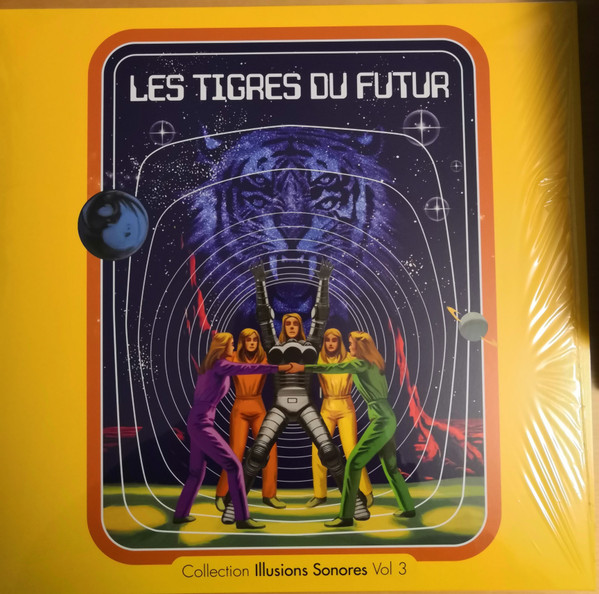 LES TIGRES DU FUTUR
Collection Illusions Sonores Vol 3